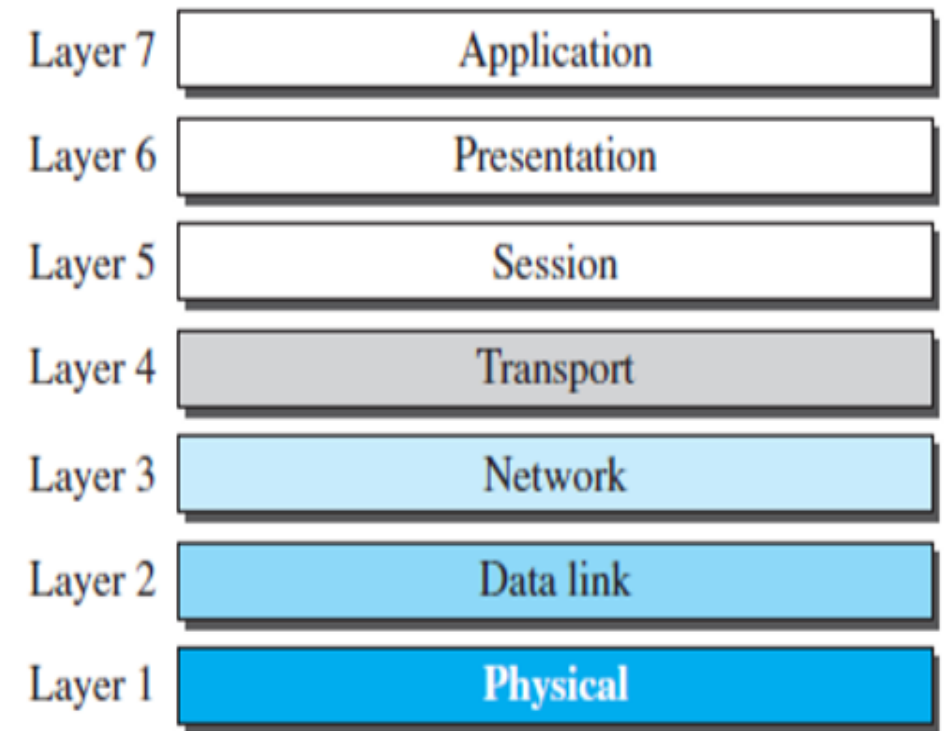 Layer 7 Application
Layer 6 Presentation
Layer 5 Session
Layer 4 Transport
Layer 3 Network
Layer 2 Data link
Layer 1 Physical